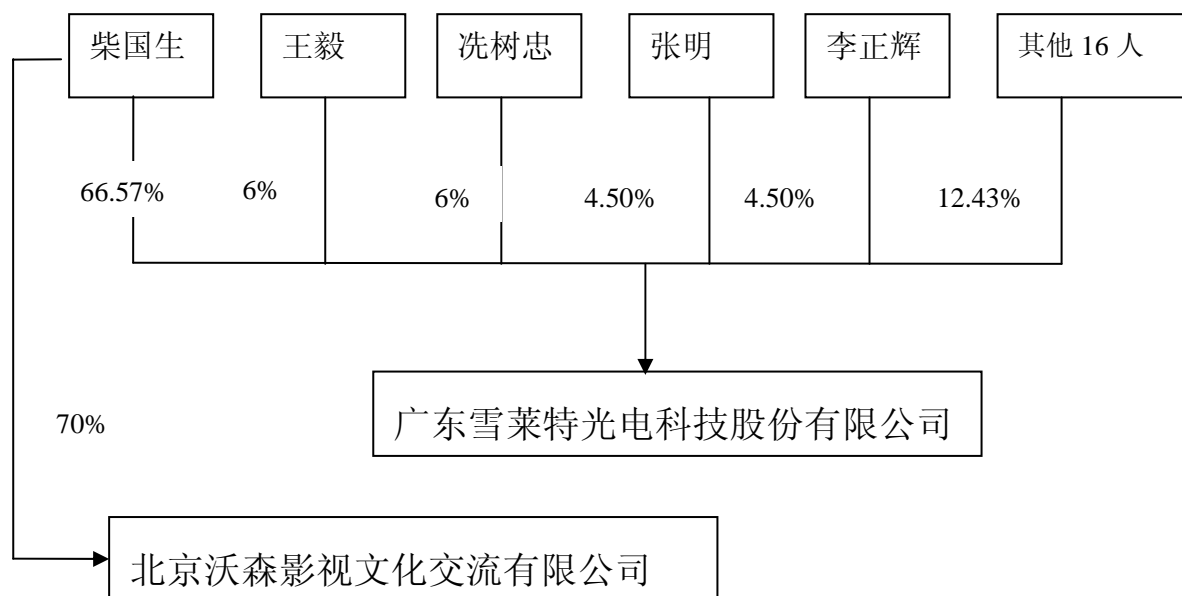 柴国生
王毅
冼树忠
张明
李正辉
其他 16 人
66.57%
6%
6%
4.50%
4.50%
12.43%
广东雪莱特光电科技股份有限公司
70%
北京沃森影视文化交流有限公司